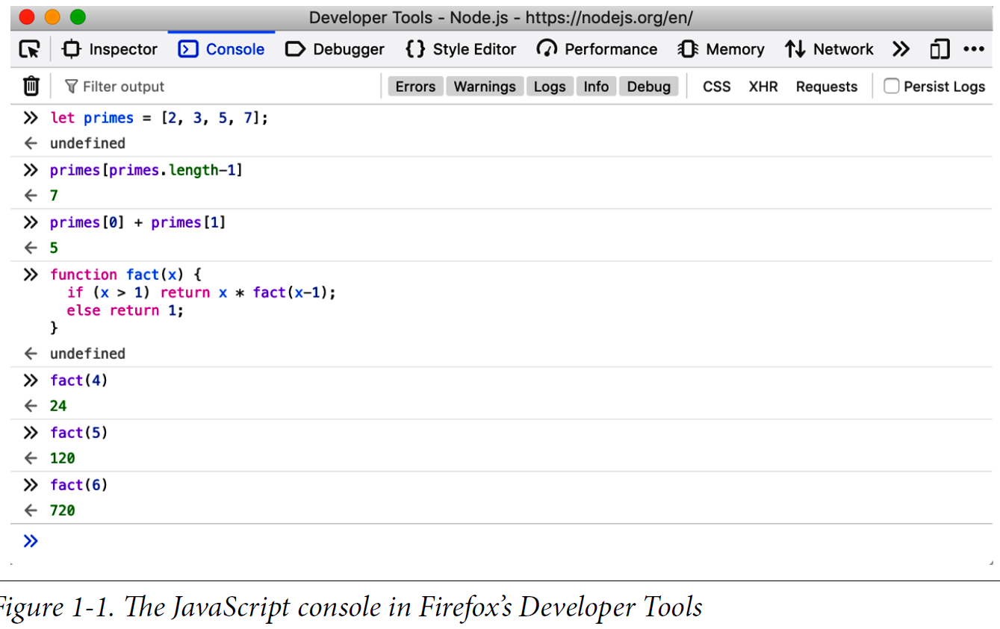 Developer Tools - Node.js - https://nodejs.org/en/
Inspector Console Debugger {} Style Editor Performance Memory Network >> •••
Filter output Errors Warnings Logs Info Debug CSS XHR Requests Persist Logs
>> let primes = [2, 3, 5, 7];
← undefined
>> primes[primes.length-1]
← 7
>> primes[0] + primes[1]
← 5
>> function fact(x) {
if (x > 1) return x * fact(x-1);
else return 1;
}
← undefined
>> fact(4)
← 24
>> fact(5)
← 120
>> fact(6)
← 720
>>
Figure 1-1. The JavaScript console in Firefox’s Developer Tools